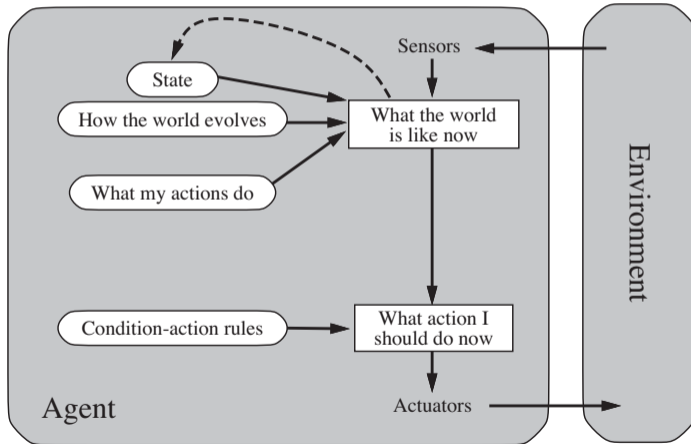 Sensors
State
How the world evolves
What the world
is like now
What my actions do
Environment
Condition-action rules
What action I
should do now
Agent
Actuators